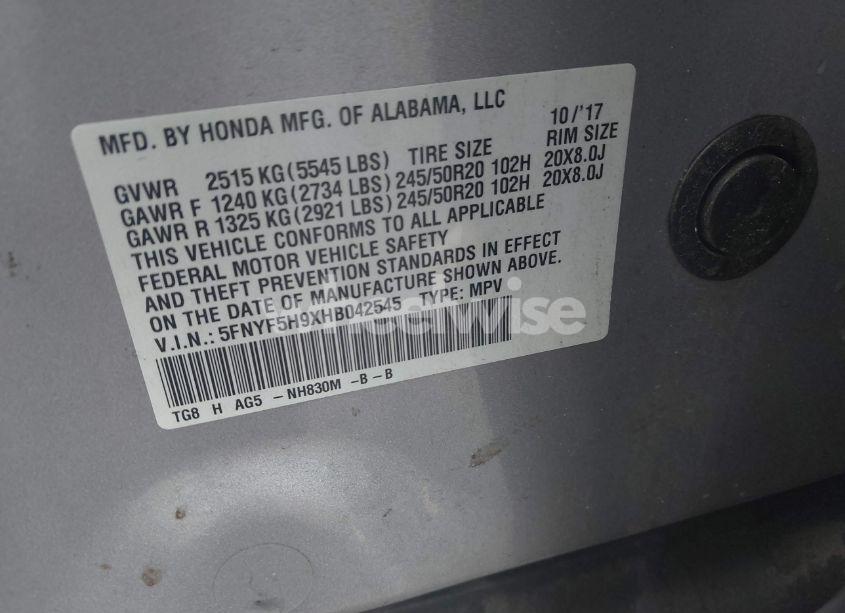 MFD. BY HONDA MFG. OF ALABAMA, LLC 10/'17
GVWR 2515 KG (5545 LBS) TIRE SIZE RIM SIZE
GAWR F 1240 KG (2734 LBS) 245/50R20 102H 20X8.0J
GAWR R 1325 KG (2921 LBS) 245/50R20 102H 20X8.0J
THIS VEHICLE CONFORMS TO ALL APPLICABLE
FEDERAL MOTOR VEHICLE SAFETY
AND THEFT PREVENTION STANDARDS IN EFFECT
ON THE DATE OF MANUFACTURE SHOWN ABOVE.
V.I.N.: 5FNYF5H9XHB042545 TYPE: MPV
TG8 H AG5 -NH830M -B-B
wheelwise